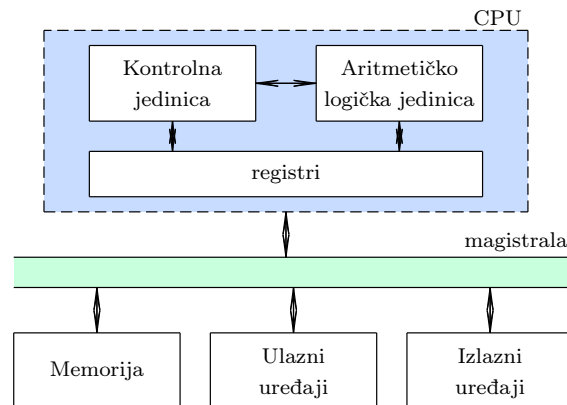 CPU
Kontrolna
jedinica
Aritmetičko
logička jedinica
registri
magistrala
Memorija
Ulazni
uređaji
Izlazni
uređaji